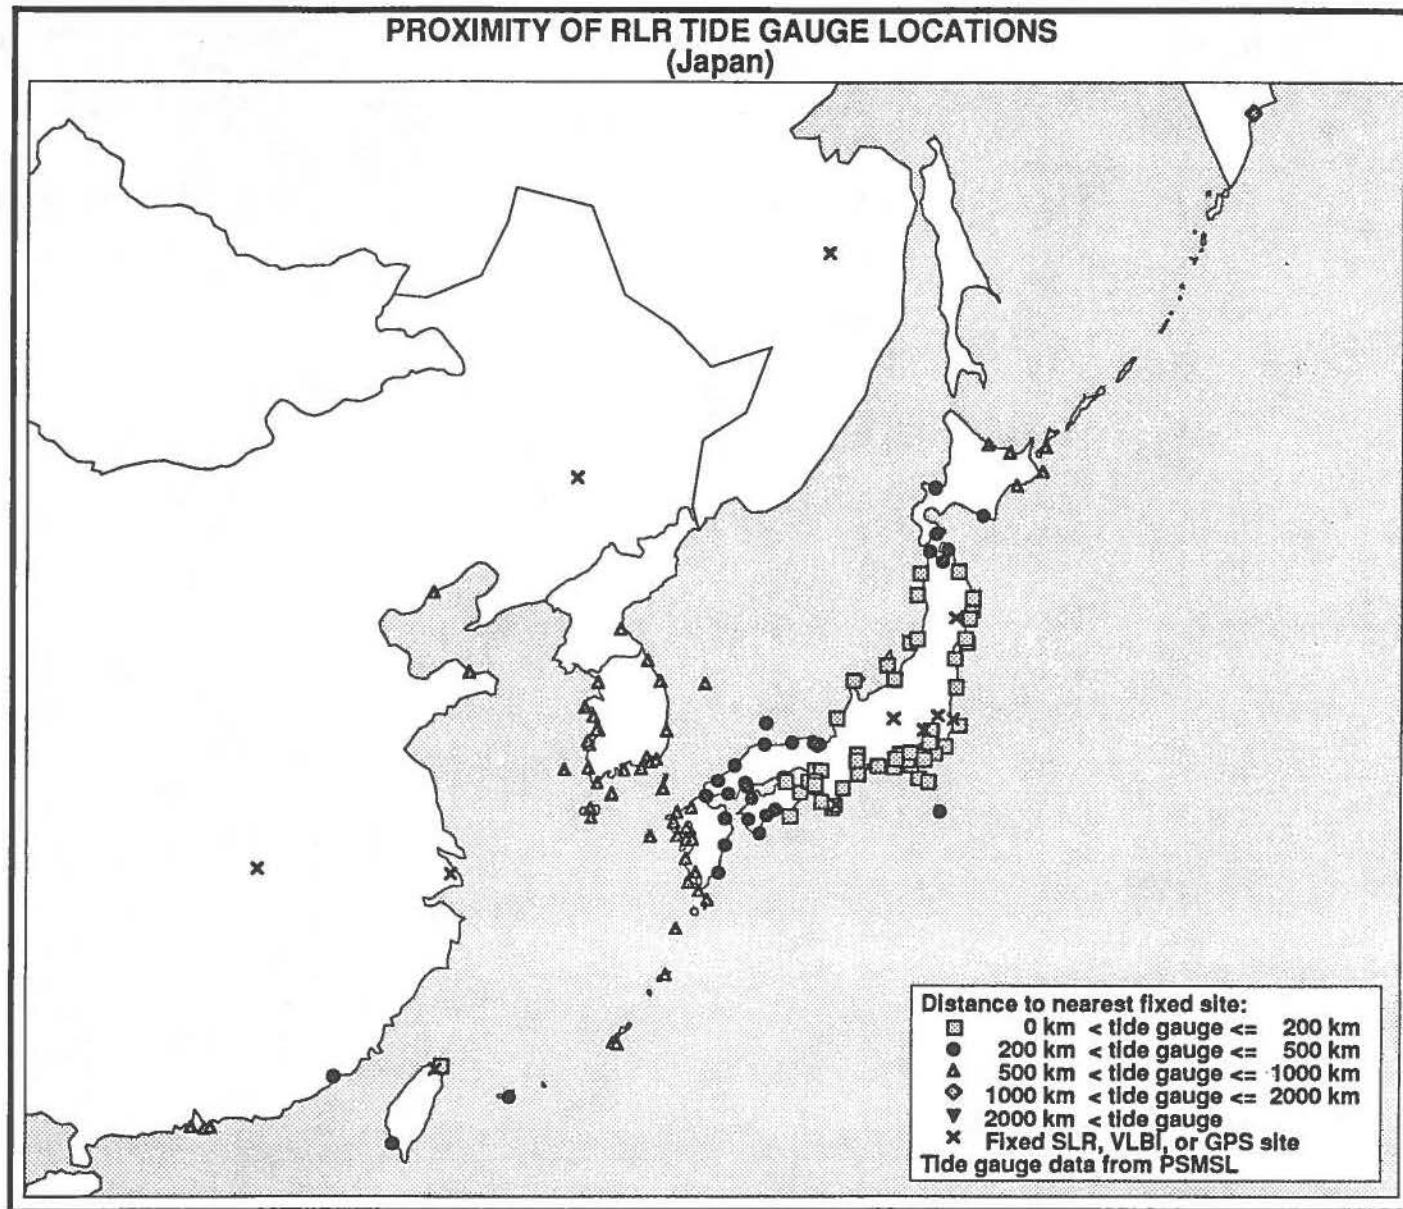 PROXIMITY OF RLR TIDE GAUGE LOCATIONS
(Japan)
Distance to nearest fixed site:
0 km < tide gauge <= 200 km
200 km < tide gauge <= 500 km
500 km < tide gauge <= 1000 km
1000 km < tide gauge <= 2000 km
2000 km < tide gauge
Fixed SLR, VLBI, or GPS site
Tide gauge data from PSMSL